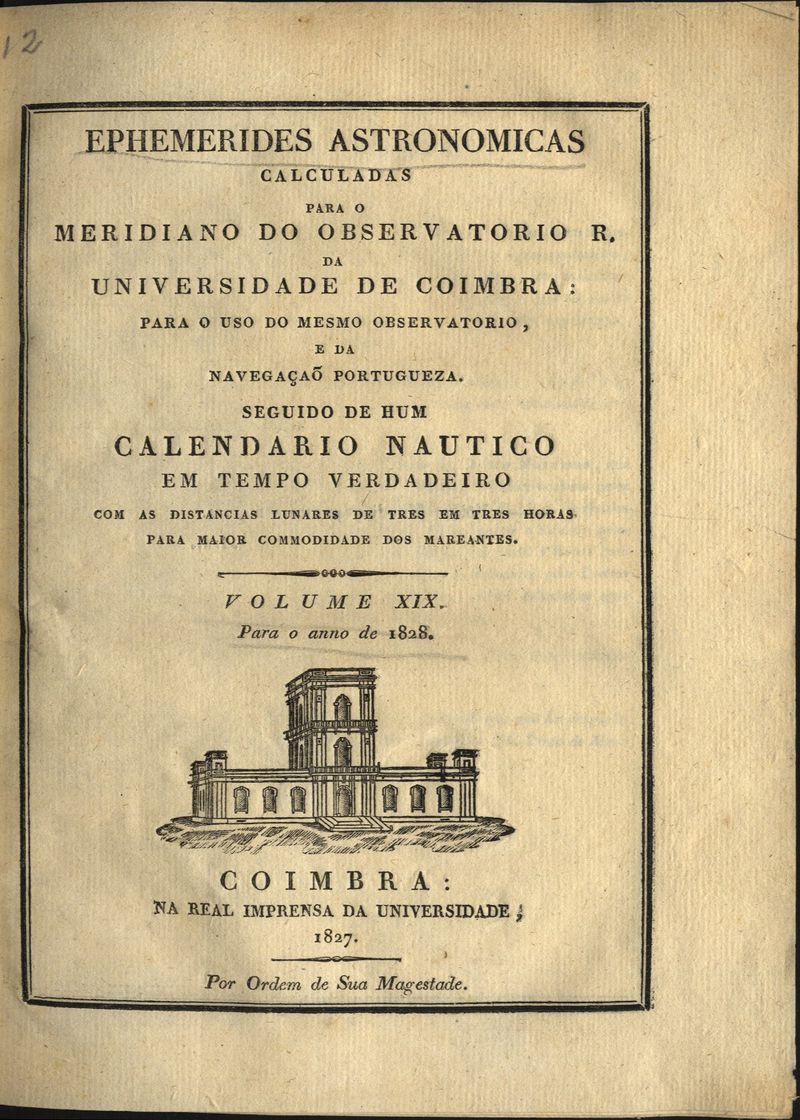 12
EPHEMERIDES ASTRONOMICAS
CALCULADAS
PARA O
MERIDIANO DO OBSERVATORIO R.
DA
UNIVERSIDADE DE COIMBRA:
PARA O USO DO MESMO OBSERVATORIO,
E DA
NAVEGAÇAÕ PORTUGUEZA.
SEGUIDO DE HUM
CALENDARIO NAUTICO
EM TEMPO VERDADEIRO
COM AS DISTANCIAS LUNARES DE TRES EM TRES HORAS
PARA MAIOR COMMODIDADE DOS MAREANTES.
VOLUME XIX.
Para o anno de 1828.
COIMBRA:
NA REAL IMPRENSA DA UNIVERSIDADE,
1827.
Por Ordem de Sua Magestade.